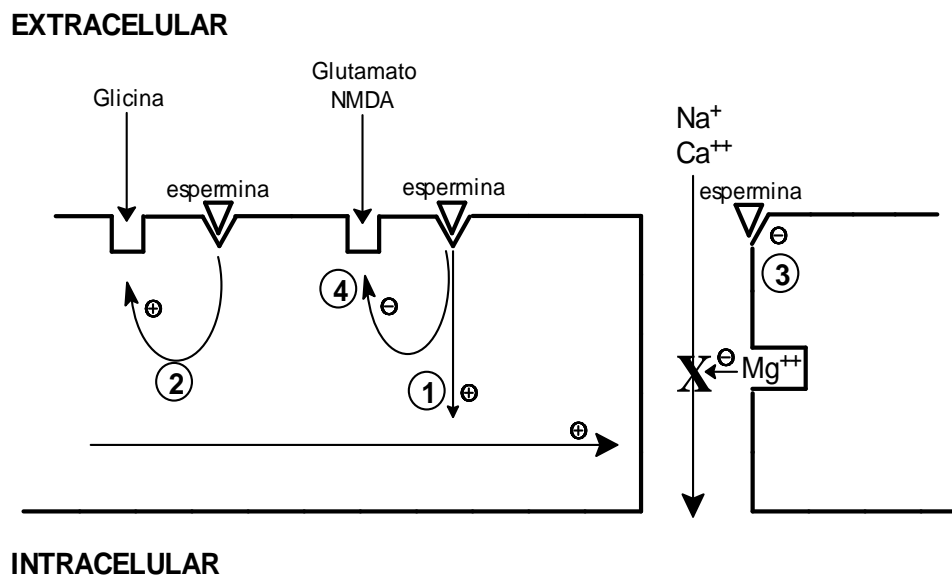 EXTRACELULAR
Glutamato
NMDA
Glicina
Na⁺
Ca⁺⁺
espermina
espermina
espermina
⊖
3
4
⊖
⊕
2
1
⊕
X
⊖
Mg⁺⁺
⊕
INTRACELULAR